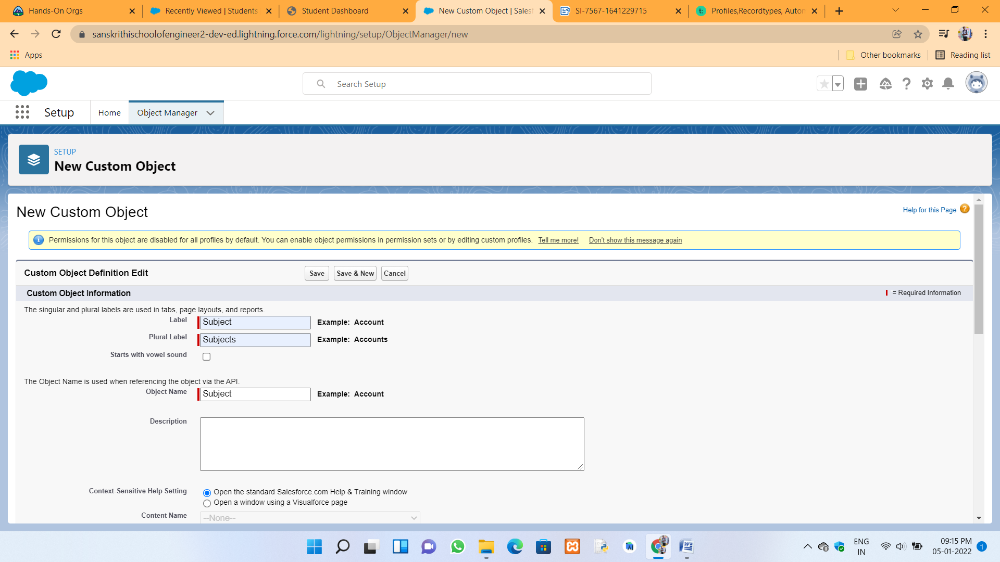 Hands-On Orgs
Recently Viewed | Students
Student Dashboard
New Custom Object | Salesf
SI-7567-1641229715
Profiles,Recordtypes, Autom
sanskrithischoolofengineer2-dev-ed.lightning.force.com/lightning/setup/ObjectManager/new
Apps
Other bookmarks
Reading list
Search Setup
Setup
Home
Object Manager
SETUP
New Custom Object
New Custom Object
Help for this Page
Permissions for this object are disabled for all profiles by default. You can enable object permissions in permission sets or by editing custom profiles. Tell me more! Don't show this message again
Custom Object Definition Edit
Save
Save & New
Cancel
Custom Object Information
= Required Information
The singular and plural labels are used in tabs, page layouts, and reports.
Label
Subject
Example: Account
Plural Label
Subjects
Example: Accounts
Starts with vowel sound
The Object Name is used when referencing the object via the API.
Object Name
Subject
Example: Account
Description
Context-Sensitive Help Setting
Open the standard Salesforce.com Help & Training window
Open a window using a Visualforce page
Content Name
--None--
ENG
IN
09:15 PM
05-01-2022
1